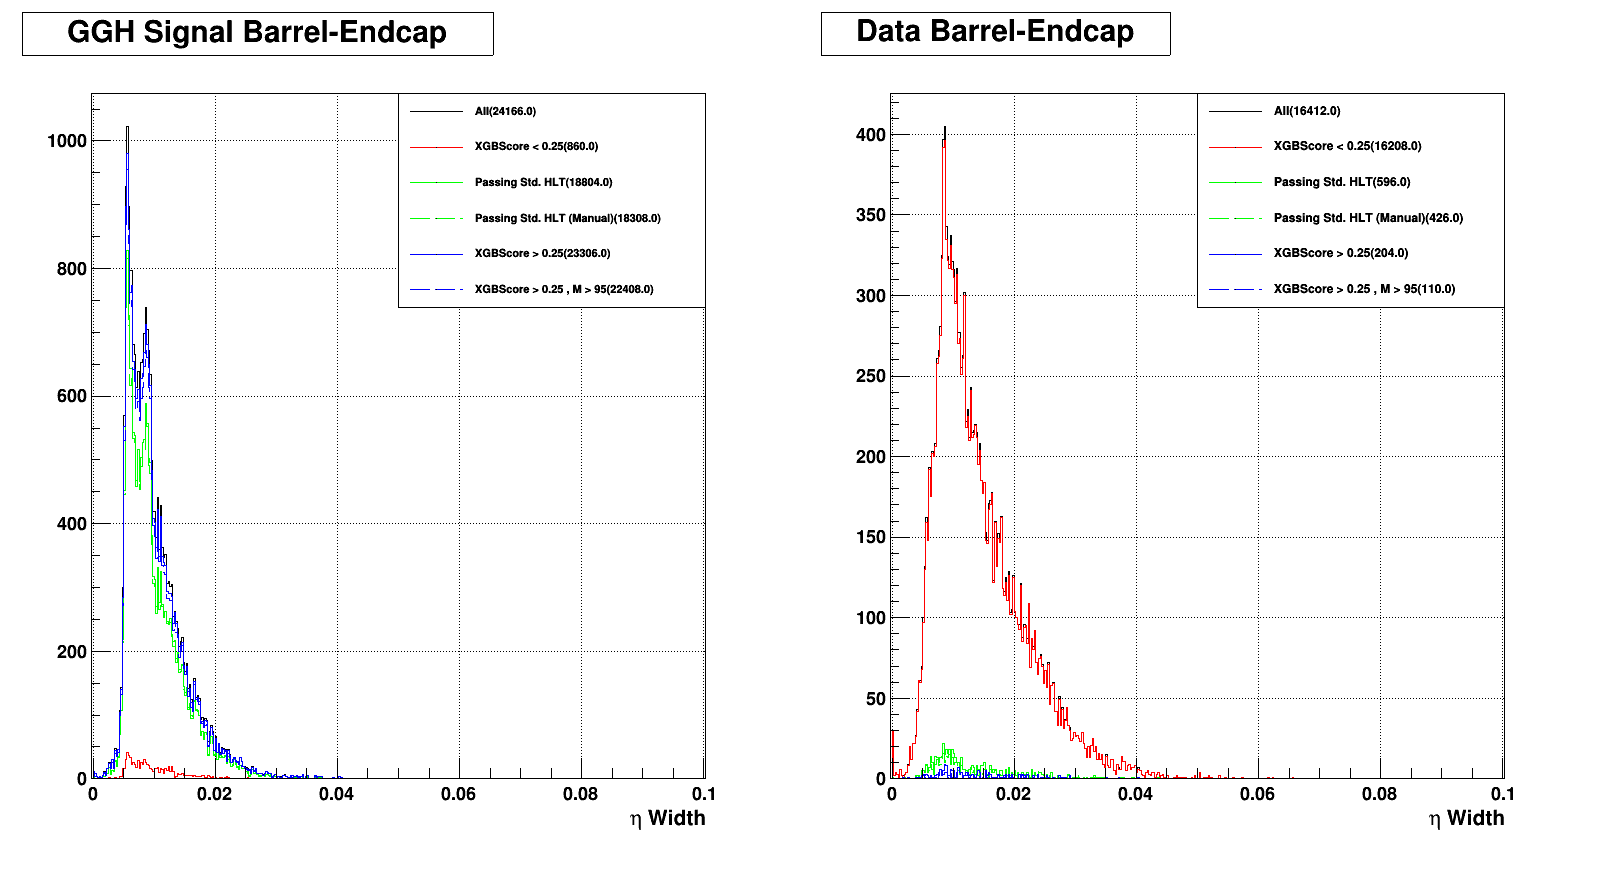 GGH Signal Barrel-Endcap
All(24166.0)
XGBScore < 0.25(860.0)
Passing Std. HLT(18804.0)
Passing Std. HLT (Manual)(18308.0)
XGBScore > 0.25(23306.0)
XGBScore > 0.25 , M > 95(22408.0)
1000
800
600
400
200
0
0 0.02 0.04 0.06 0.08 0.1
η Width
Data Barrel-Endcap
All(16412.0)
XGBScore < 0.25(16208.0)
Passing Std. HLT(596.0)
Passing Std. HLT (Manual)(426.0)
XGBScore > 0.25(204.0)
XGBScore > 0.25 , M > 95(110.0)
400
350
300
250
200
150
100
50
0
0 0.02 0.04 0.06 0.08 0.1
η Width